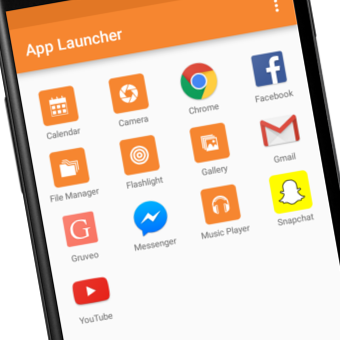 App Launcher
Calendar
Camera
Chrome
Facebook
File Manager
Flashlight
Gallery
Gmail
G
Gruveo
Messenger
Music Player
Snapchat
YouTube